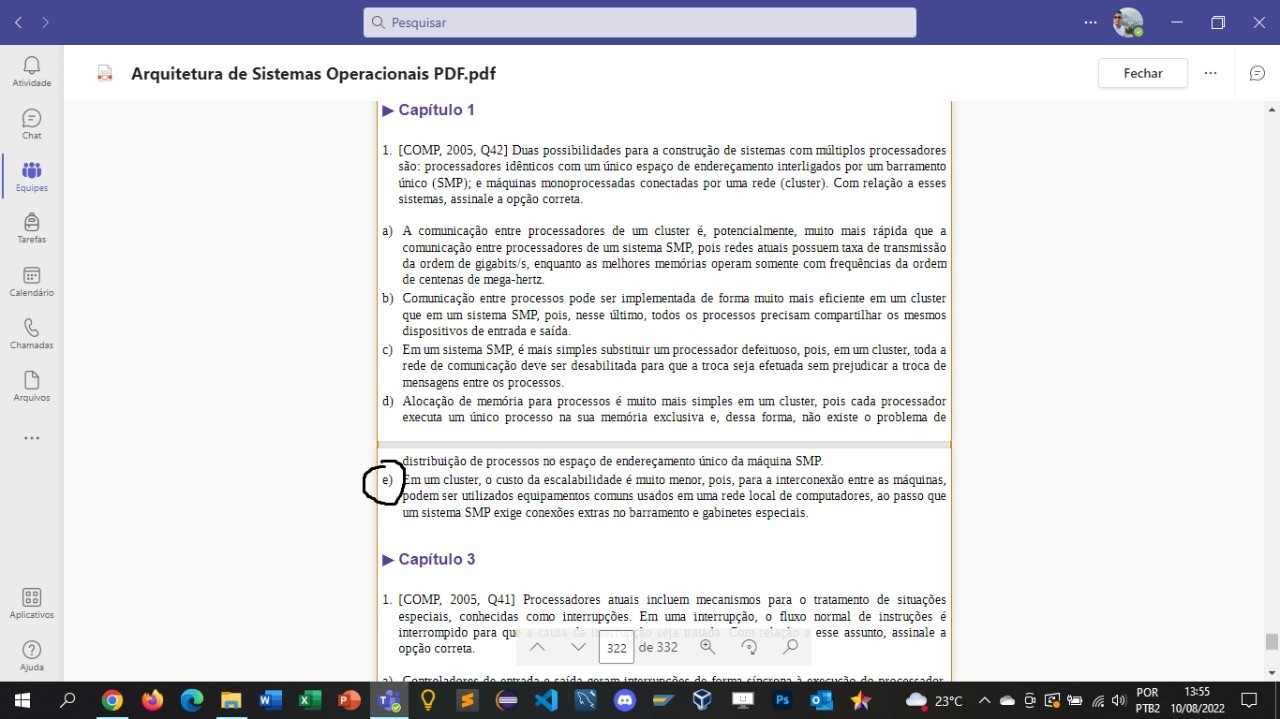 Pesquisar
Arquitetura de Sistemas Operacionais PDF.pdf
Fechar
Atividade
Chat
Equipes
Tarefas
Calendário
Chamadas
Arquivos
Aplicativos
Ajuda
▶ Capítulo 1
1. [COMP, 2005, Q42] Duas possibilidades para a construção de sistemas com múltiplos processadores
são: processadores idênticos com um único espaço de endereçamento interligados por um barramento
único (SMP); e máquinas monoprocessadas conectadas por uma rede (cluster). Com relação a esses
sistemas, assinale a opção correta.
a) A comunicação entre processadores de um cluster é, potencialmente, muito mais rápida que a
comunicação entre processadores de um sistema SMP, pois redes atuais possuem taxa de transmissão
da ordem de gigabits/s, enquanto as melhores memórias operam somente com frequências da ordem
de centenas de mega-hertz.
b) Comunicação entre processos pode ser implementada de forma muito mais eficiente em um cluster
que em um sistema SMP, pois, nesse último, todos os processos precisam compartilhar os mesmos
dispositivos de entrada e saída.
c) Em um sistema SMP, é mais simples substituir um processador defeituoso, pois, em um cluster, toda a
rede de comunicação deve ser desabilitada para que a troca seja efetuada sem prejudicar a troca de
mensagens entre os processos.
d) Alocação de memória para processos é muito mais simples em um cluster, pois cada processador
executa um único processo na sua memória exclusiva e, dessa forma, não existe o problema de
distribuição de processos no espaço de endereçamento único da máquina SMP.
e) Em um cluster, o custo da escalabilidade é muito menor, pois, para a interconexão entre as máquinas,
podem ser utilizados equipamentos comuns usados em uma rede local de computadores, ao passo que
um sistema SMP exige conexões extras no barramento e gabinetes especiais.
▶ Capítulo 3
1. [COMP, 2005, Q41] Processadores atuais incluem mecanismos para o tratamento de situações
especiais, conhecidas como interrupções. Em uma interrupção, o fluxo normal de instruções é
interrompido para que a causa da interrupção seja tratada. Com relação a esse assunto, assinale a
opção correta.
322 de 332
a) Controladores de entrada e saída geram interrupções de forma síncrona à execução do processador,
23°C
POR
PTB2
13:55
10/08/2022